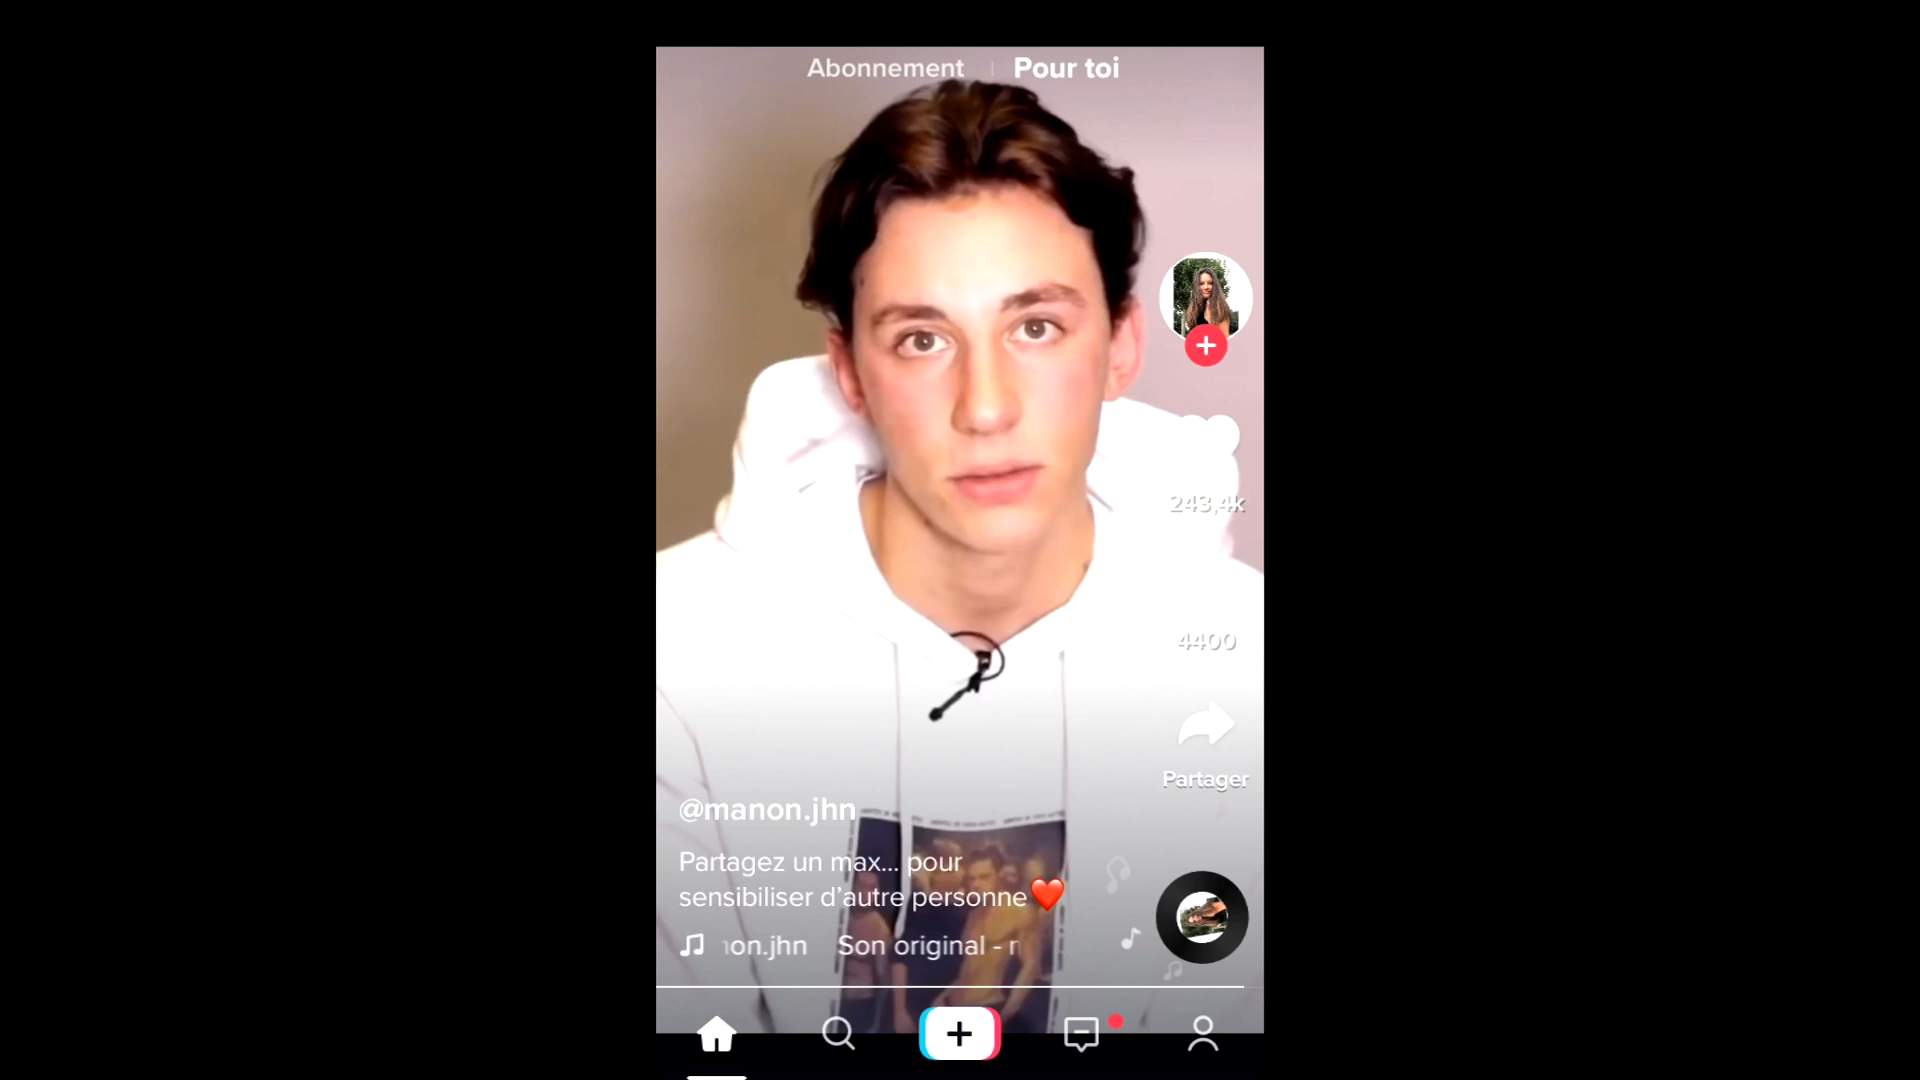 Abonnement | Pour toi
243,4k
4400
Partager
@manon.jhn
Partagez un max... pour
sensibiliser d’autre personne❤️
non.jhn Son original -